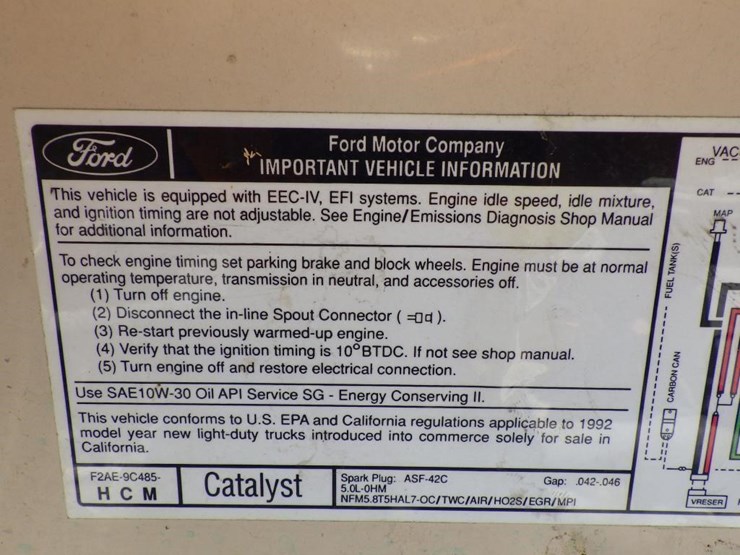 Ford
Ford Motor Company
IMPORTANT VEHICLE INFORMATION
This vehicle is equipped with EEC-IV, EFI systems. Engine idle speed, idle mixture,
and ignition timing are not adjustable. See Engine/Emissions Diagnosis Shop Manual
for additional information.
To check engine timing set parking brake and block wheels. Engine must be at normal
operating temperature, transmission in neutral, and accessories off.
(1) Turn off engine.
(2) Disconnect the in-line Spout Connector ( ).
(3) Re-start previously warmed-up engine.
(4) Verify that the ignition timing is 10°BTDC. If not see shop manual.
(5) Turn engine off and restore electrical connection.
Use SAE10W-30 Oil API Service SG - Energy Conserving II.
This vehicle conforms to U.S. EPA and California regulations applicable to 1992
model year new light-duty trucks introduced into commerce solely for sale in
California.
F2AE-9C485-
H C M
Catalyst
Spark Plug: ASF-42C
Gap: .042-.046
5.0L-0HM
NFM5.8T5HAL7-OC/TWC/AIR/HO2S/EGR/MPI
VAC
ENG
CAT
MAP
FUEL TANK(S)
CARBON CAN
VRESER